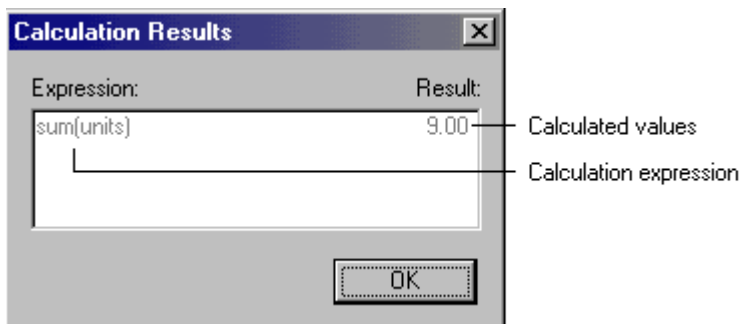 Calculation Results
Expression: Result:
sum(units) 9.00 Calculated values
Calculation expression
OK